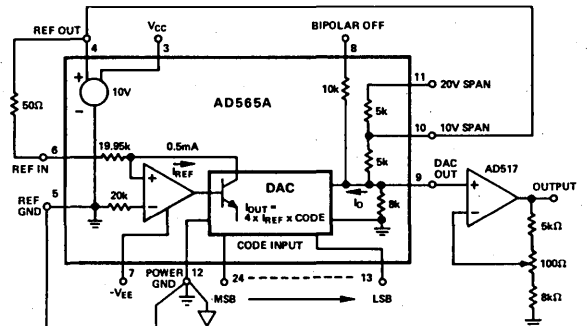 REF OUT
4
VCC
3
BIPOLAR OFF
8
+
10V
-
AD565A
10k
5k
11
20V SPAN
10
10V SPAN
5k
50Ω
6
REF IN
19.95k
0.5mA
IREF
+
-
5
REF GND
20k
DAC
IOUT = 4 x IREF x CODE
CODE INPUT
IO
8k
9
DAC OUT
AD517
+
-
OUTPUT
5kΩ
100Ω
8kΩ
7
-VEE
POWER GND
12
24
MSB
13
LSB